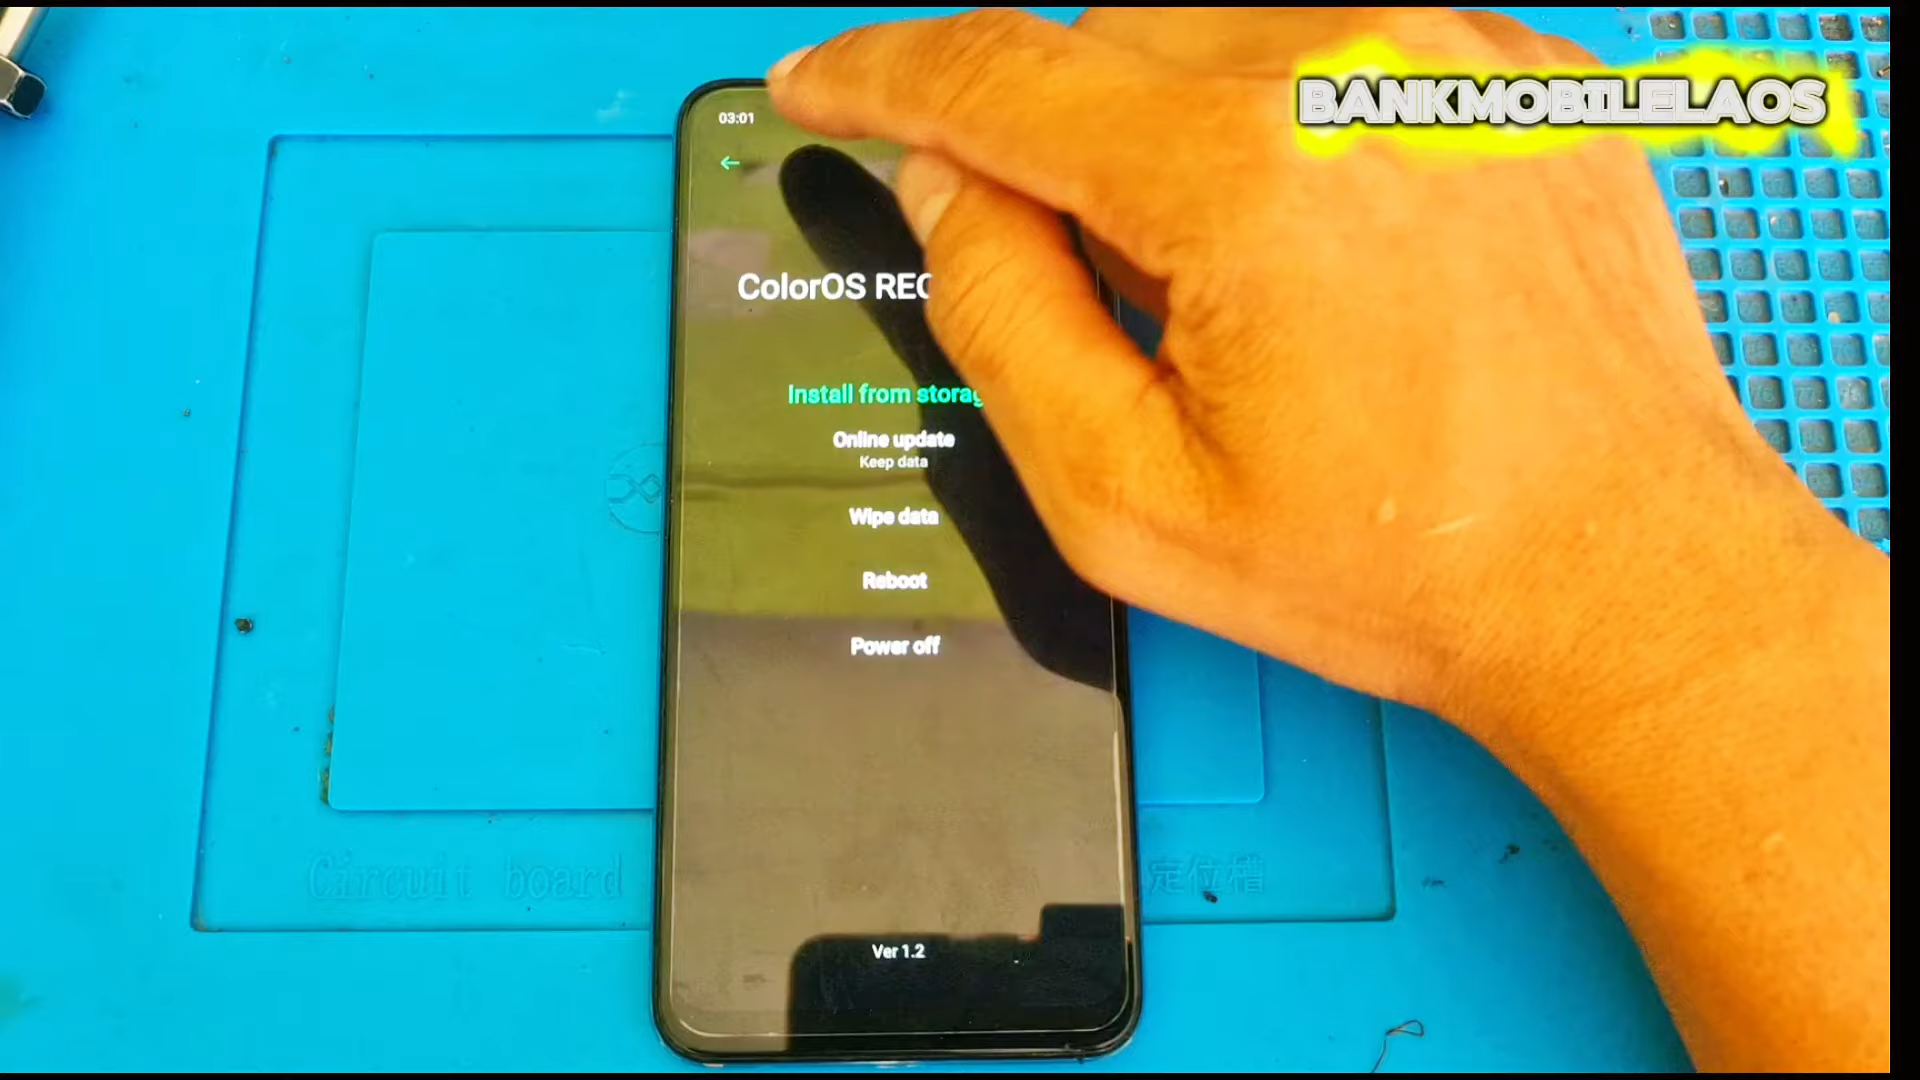 BANKMOBILELAOS
03:01
ColorOS REC
Install from storag
Online update
Keep data
Wipe data
Reboot
Power off
Ver 1.2
Circuit board
定位槽